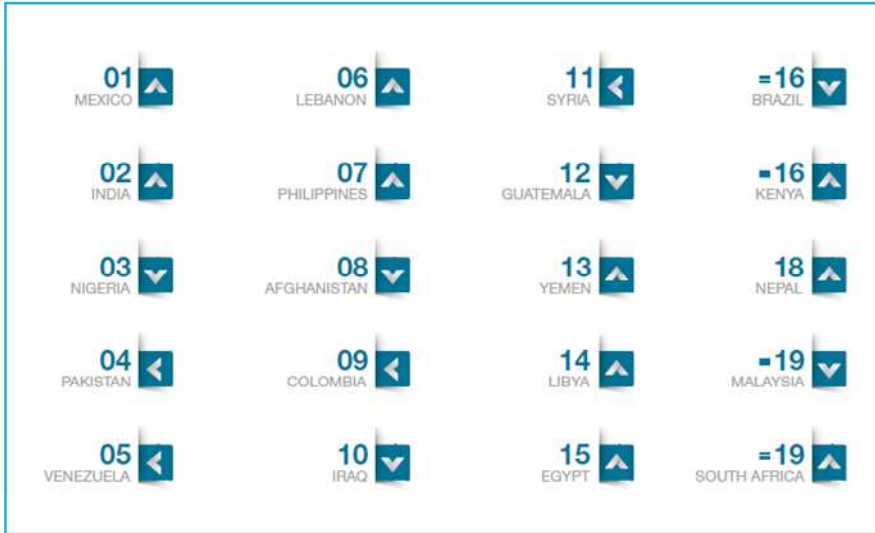 01
MEXICO
02
INDIA
03
NIGERIA
04
PAKISTAN
05
VENEZUELA
06
LEBANON
07
PHILIPPINES
08
AFGHANISTAN
09
COLOMBIA
10
IRAQ
11
SYRIA
12
GUATEMALA
13
YEMEN
14
LIBYA
15
EGYPT
=16
BRAZIL
=16
KENYA
18
NEPAL
=19
MALAYSIA
=19
SOUTH AFRICA